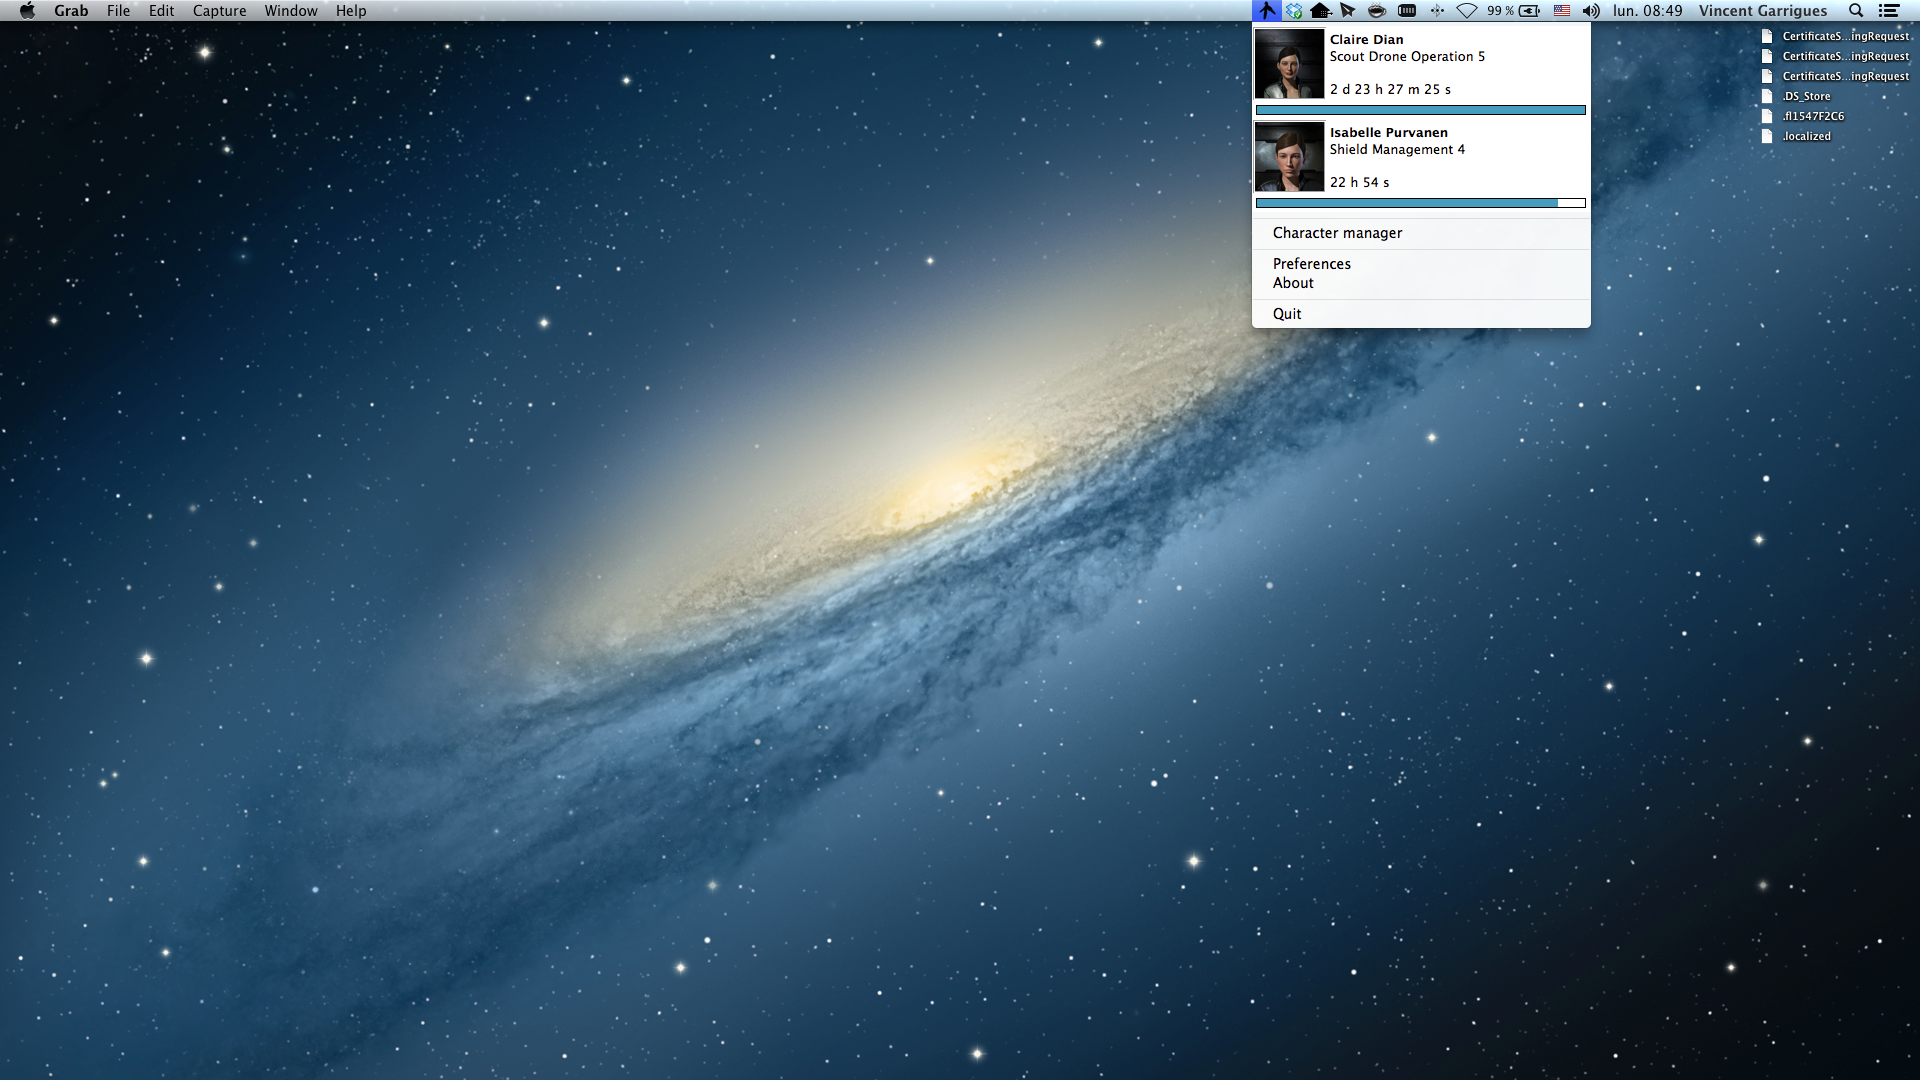 Grab File Edit Capture Window Help 99 % lun. 08:49 Vincent Garrigues
Claire Dian
Scout Drone Operation 5
2 d 23 h 27 m 25 s
Isabelle Purvanen
Shield Management 4
22 h 54 s
Character manager
Preferences
About
Quit
CertificateS...ingRequest
CertificateS...ingRequest
CertificateS...ingRequest
.DS_Store
.fl1547F2C6
.localized